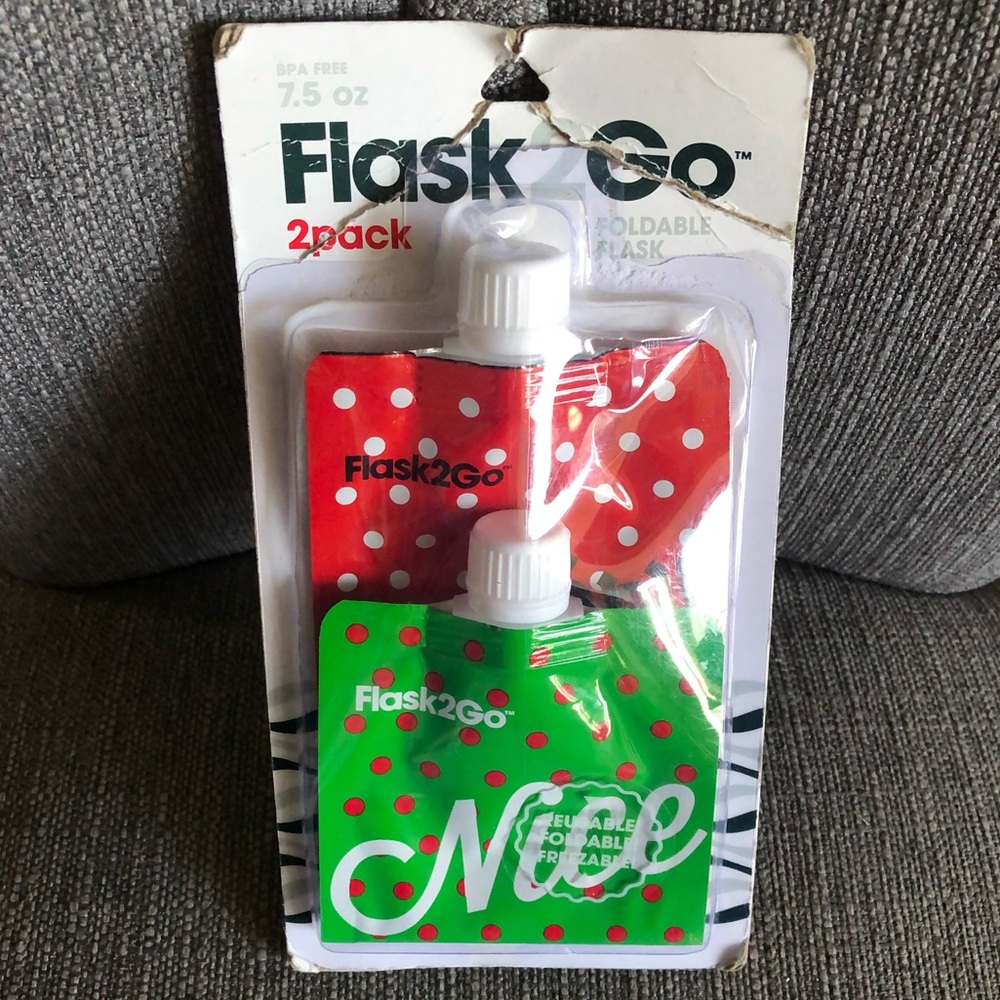 BPA FREE
7.5 oz
Flask2Go™
2pack
FOLDABLE
FLASK
Flask2Go™
Flask2Go™
Nice
REUSABLE!
FOLDABLE!
FREEZABLE!